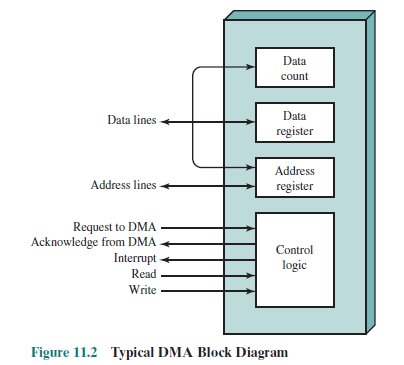 Data
count
Data lines
Data
register
Address
register
Address lines
Request to DMA
Acknowledge from DMA
Interrupt
Read
Write
Control
logic
Figure 11.2 Typical DMA Block Diagram